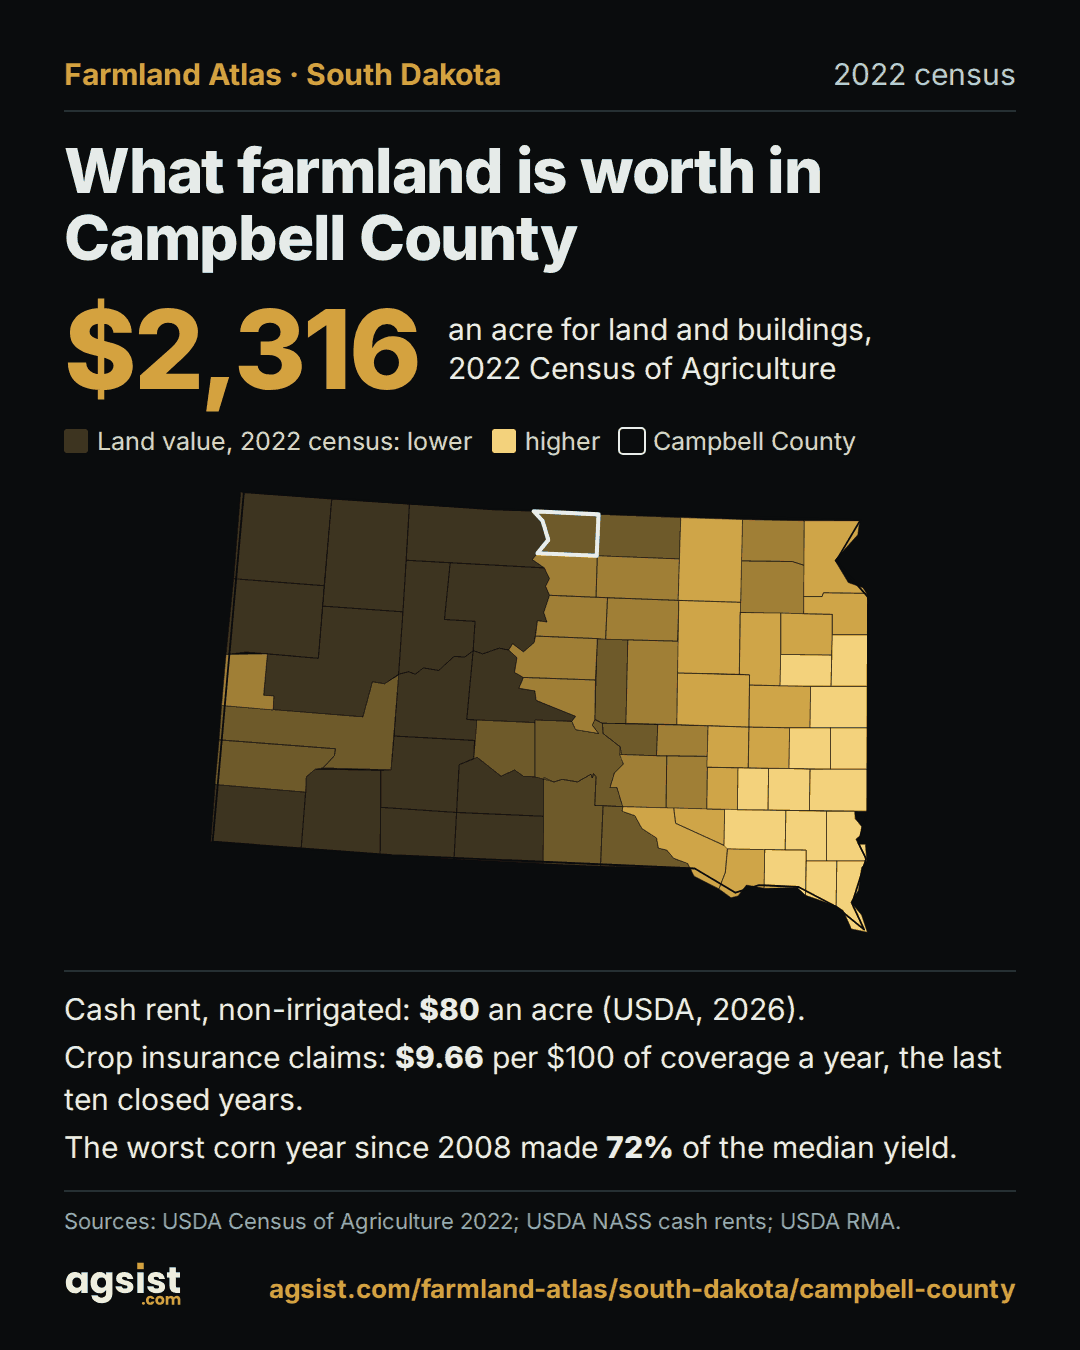 Farmland Atlas · South Dakota
2022 census
What farmland is worth in
Campbell County
$2,316
an acre for land and buildings,
2022 Census of Agriculture
Land value, 2022 census: lower
higher
Campbell County
Cash rent, non-irrigated: $80 an acre (USDA, 2026).
Crop insurance claims: $9.66 per $100 of coverage a year, the last
ten closed years.
The worst corn year since 2008 made 72% of the median yield.
Sources: USDA Census of Agriculture 2022; USDA NASS cash rents; USDA RMA.
agsist
.com
agsist.com/farmland-atlas/south-dakota/campbell-county